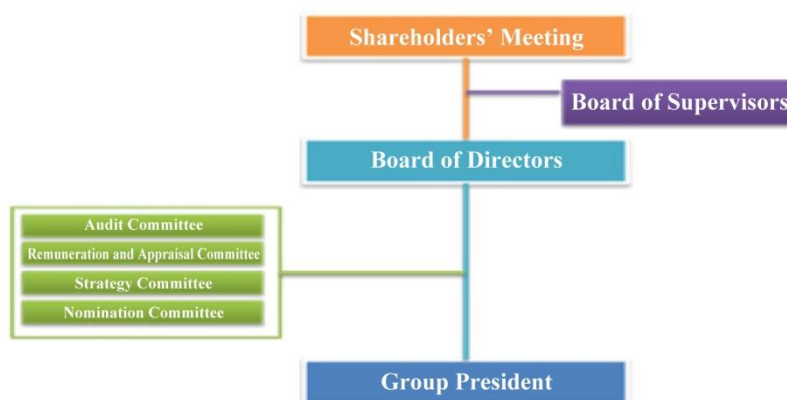 Shareholders’ Meeting
Board of Supervisors
Board of Directors
Audit Committee
Remuneration and Appraisal Committee
Strategy Committee
Nomination Committee
Group President